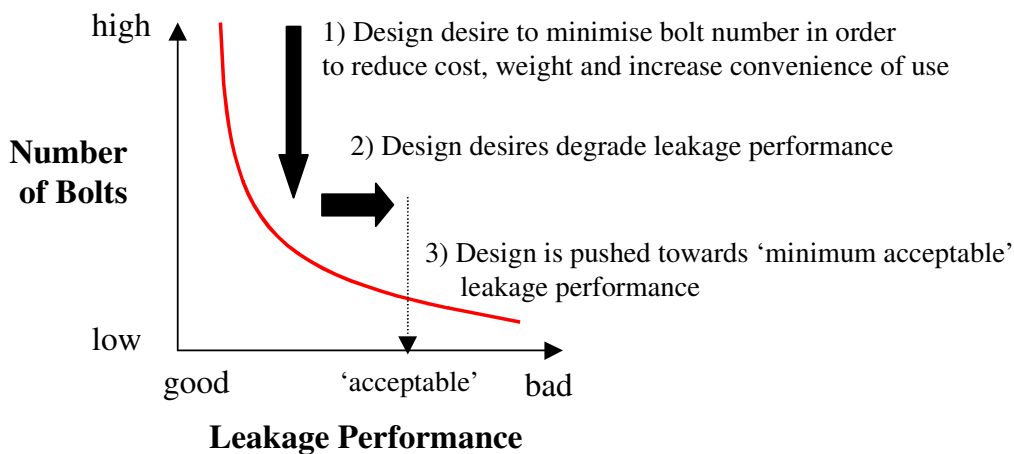 high
1) Design desire to minimise bolt number in order
to reduce cost, weight and increase convenience of use
Number
of Bolts
2) Design desires degrade leakage performance
3) Design is pushed towards ‘minimum acceptable’
leakage performance
low
good
‘acceptable’
bad
Leakage Performance